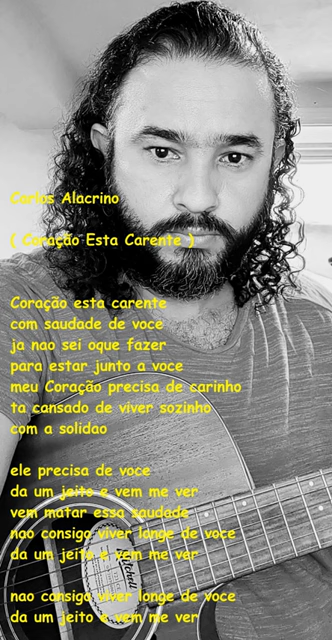 Carlos Alacrino
( Coração Esta Carente )
Coração esta carente
com saudade de voce
ja nao sei oque fazer
para estar junto a voce
meu Coração precisa de carinho
ta cansado de viver sozinho
com a solidao
ele precisa de voce
da um jeito e vem me ver
vem matar essa saudade
nao consigo viver longe de voce
da um jeito e vem me ver
Mitchell
nao consigo viver longe de voce
da um jeito e vem me ver